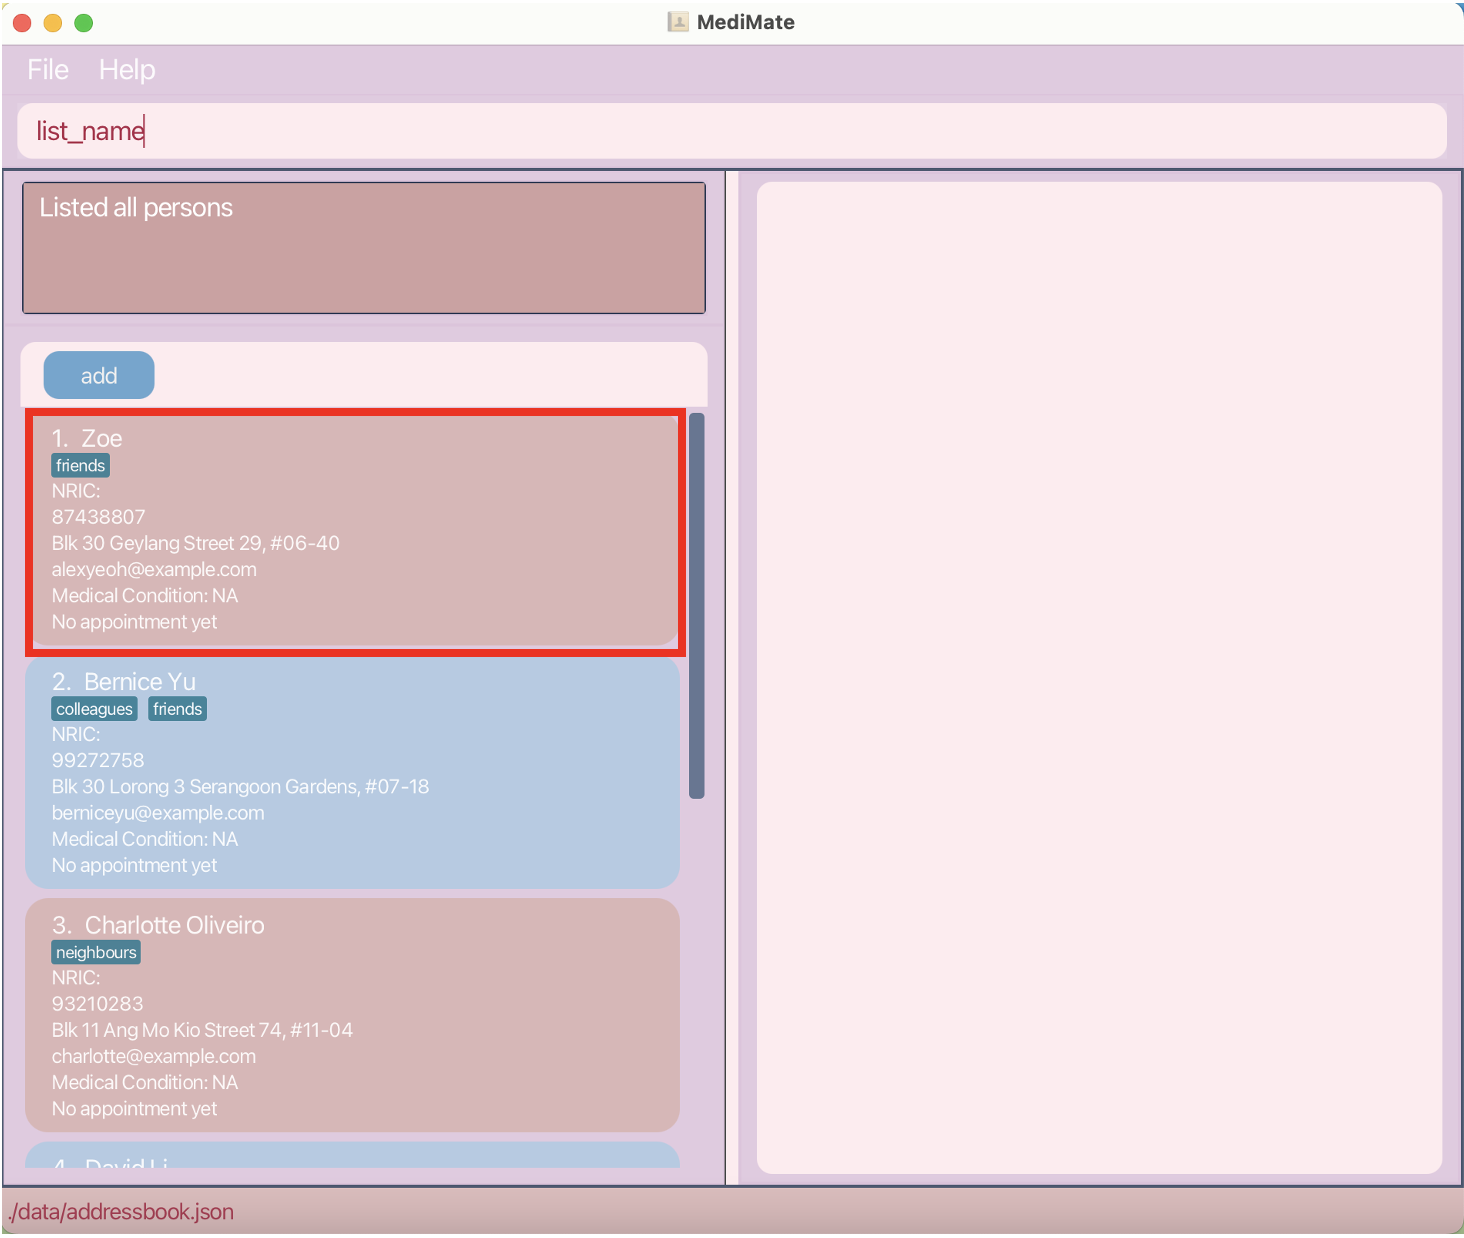 MediMate
File Help
list_name
Listed all persons
add
1. Zoe
friends
NRIC:
87438807
Blk 30 Geylang Street 29, #06-40
alexyeoh@example.com
Medical Condition: NA
No appointment yet
2. Bernice Yu
colleagues friends
NRIC:
99272758
Blk 30 Lorong 3 Serangoon Gardens, #07-18
berniceyu@example.com
Medical Condition: NA
No appointment yet
3. Charlotte Oliveiro
neighbours
NRIC:
93210283
Blk 11 Ang Mo Kio Street 74, #11-04
charlotte@example.com
Medical Condition: NA
No appointment yet
4. David Li
./data/addressbook.json